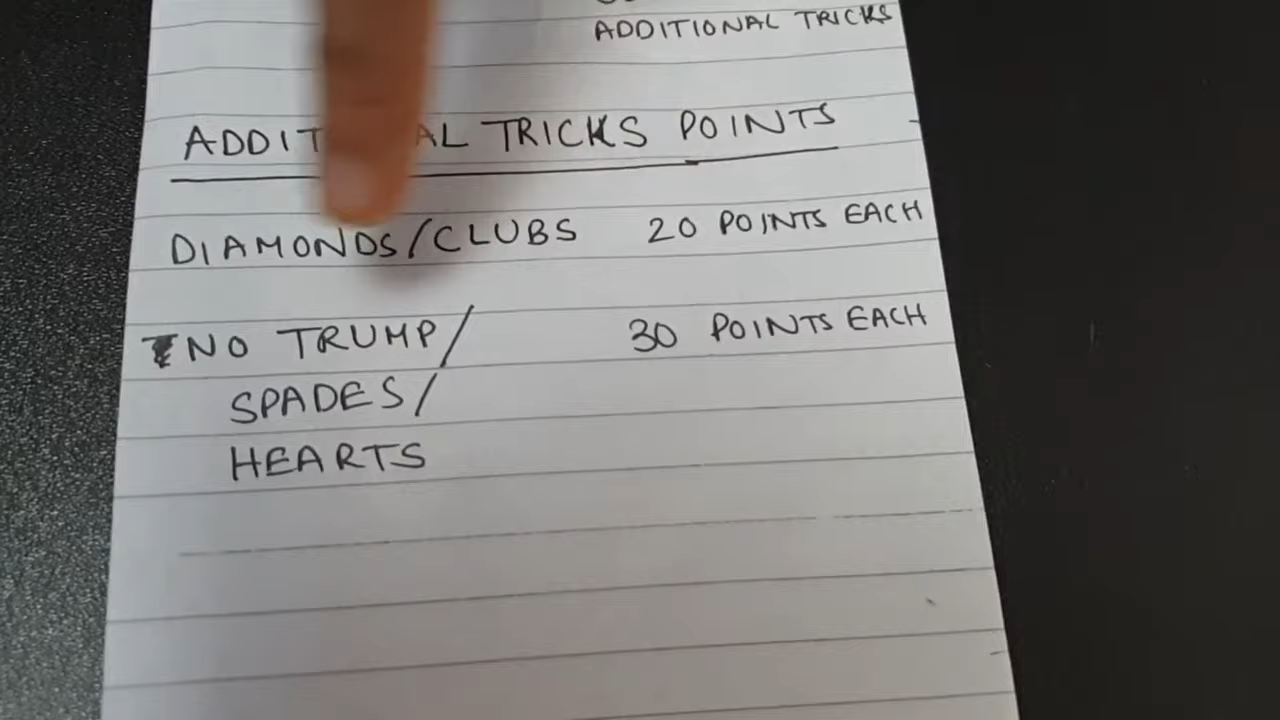 ADDITIONAL TRICKS
ADDIT AL TRICKS POINTS
DIAMONDS/CLUBS 20 POINTS EACH
NO TRUMP/ 30 POINTS EACH
SPADES/
HEARTS